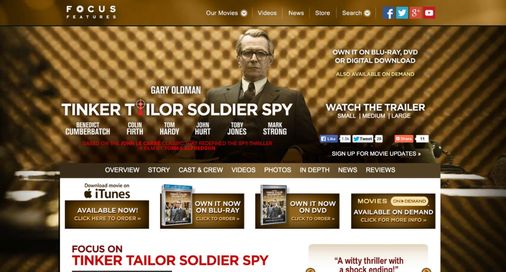 FOCUS
FEATURES
Our Movies
Videos
News
Store
Search
OWN IT ON BLU-RAY, DVD
OR DIGITAL DOWNLOAD
ALSO AVAILABLE ON DEMAND
GARY OLDMAN
TINKER TAILOR SOLDIER SPY
BENEDICT CUMBERBATCH
COLIN FIRTH
TOM HARDY
JOHN HURT
TOBY JONES
MARK STRONG
BASED ON THE JOHN LE CARRÉ CLASSIC THAT REDEFINED THE SPY THRILLER
A FILM BY TOMAS ALFREDSON
WATCH THE TRAILER
SMALL | MEDIUM | LARGE
Like
Tweet
Share
11
SIGN UP FOR MOVIE UPDATES »
OVERVIEW STORY CAST & CREW VIDEOS PHOTOS IN DEPTH NEWS REVIEWS
Download movie on
iTunes
AVAILABLE NOW!
CLICK HERE TO ORDER »
OWN IT NOW
ON BLU-RAY
CLICK HERE TO ORDER »
OWN IT NOW
ON DVD
CLICK HERE TO ORDER »
MOVIES ON DEMAND
AVAILABLE
ON DEMAND
CLICK FOR MORE INFO »
FOCUS ON
TINKER TAILOR SOLDIER SPY
"A witty thriller with
a shock ending!"